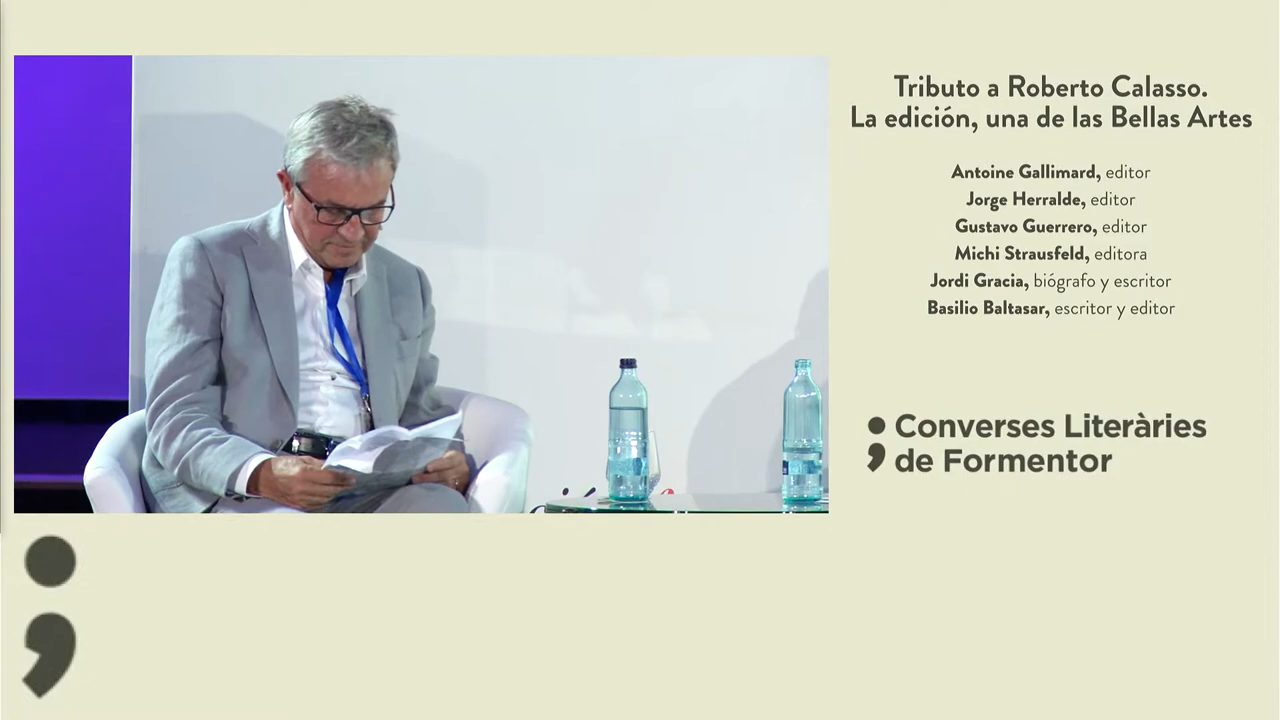 Tributo a Roberto Calasso.
La edición, una de las Bellas Artes
Antoine Gallimard, editor
Jorge Herralde, editor
Gustavo Guerrero, editor
Michi Strausfeld, editora
Jordi Gracia, biógrafo y escritor
Basilio Baltasar, escritor y editor
Converses Literàries
de Formentor